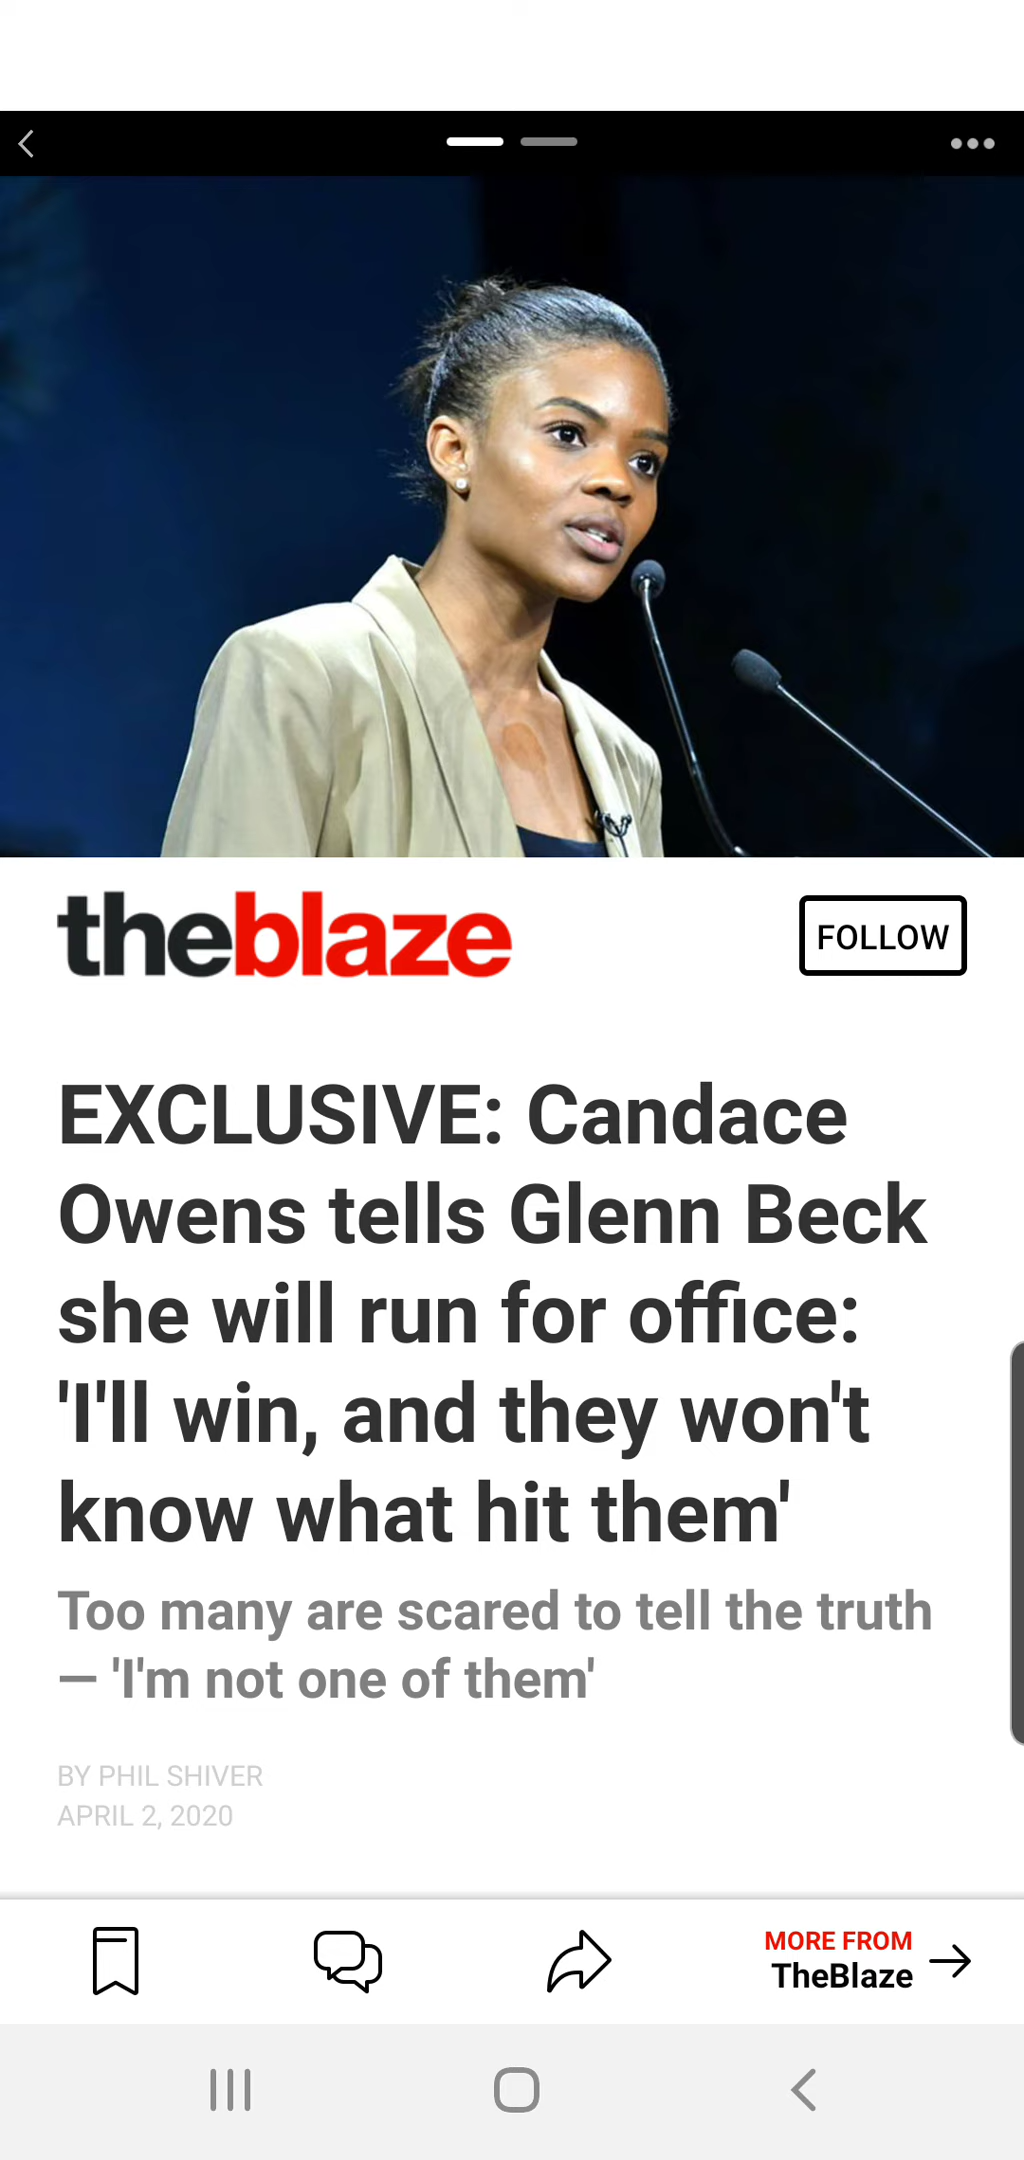 theblaze
FOLLOW
EXCLUSIVE: Candace
Owens tells Glenn Beck
she will run for office:
'I'll win, and they won't
know what hit them'
Too many are scared to tell the truth
— 'I'm not one of them'
BY PHIL SHIVER
APRIL 2, 2020
MORE FROM
TheBlaze